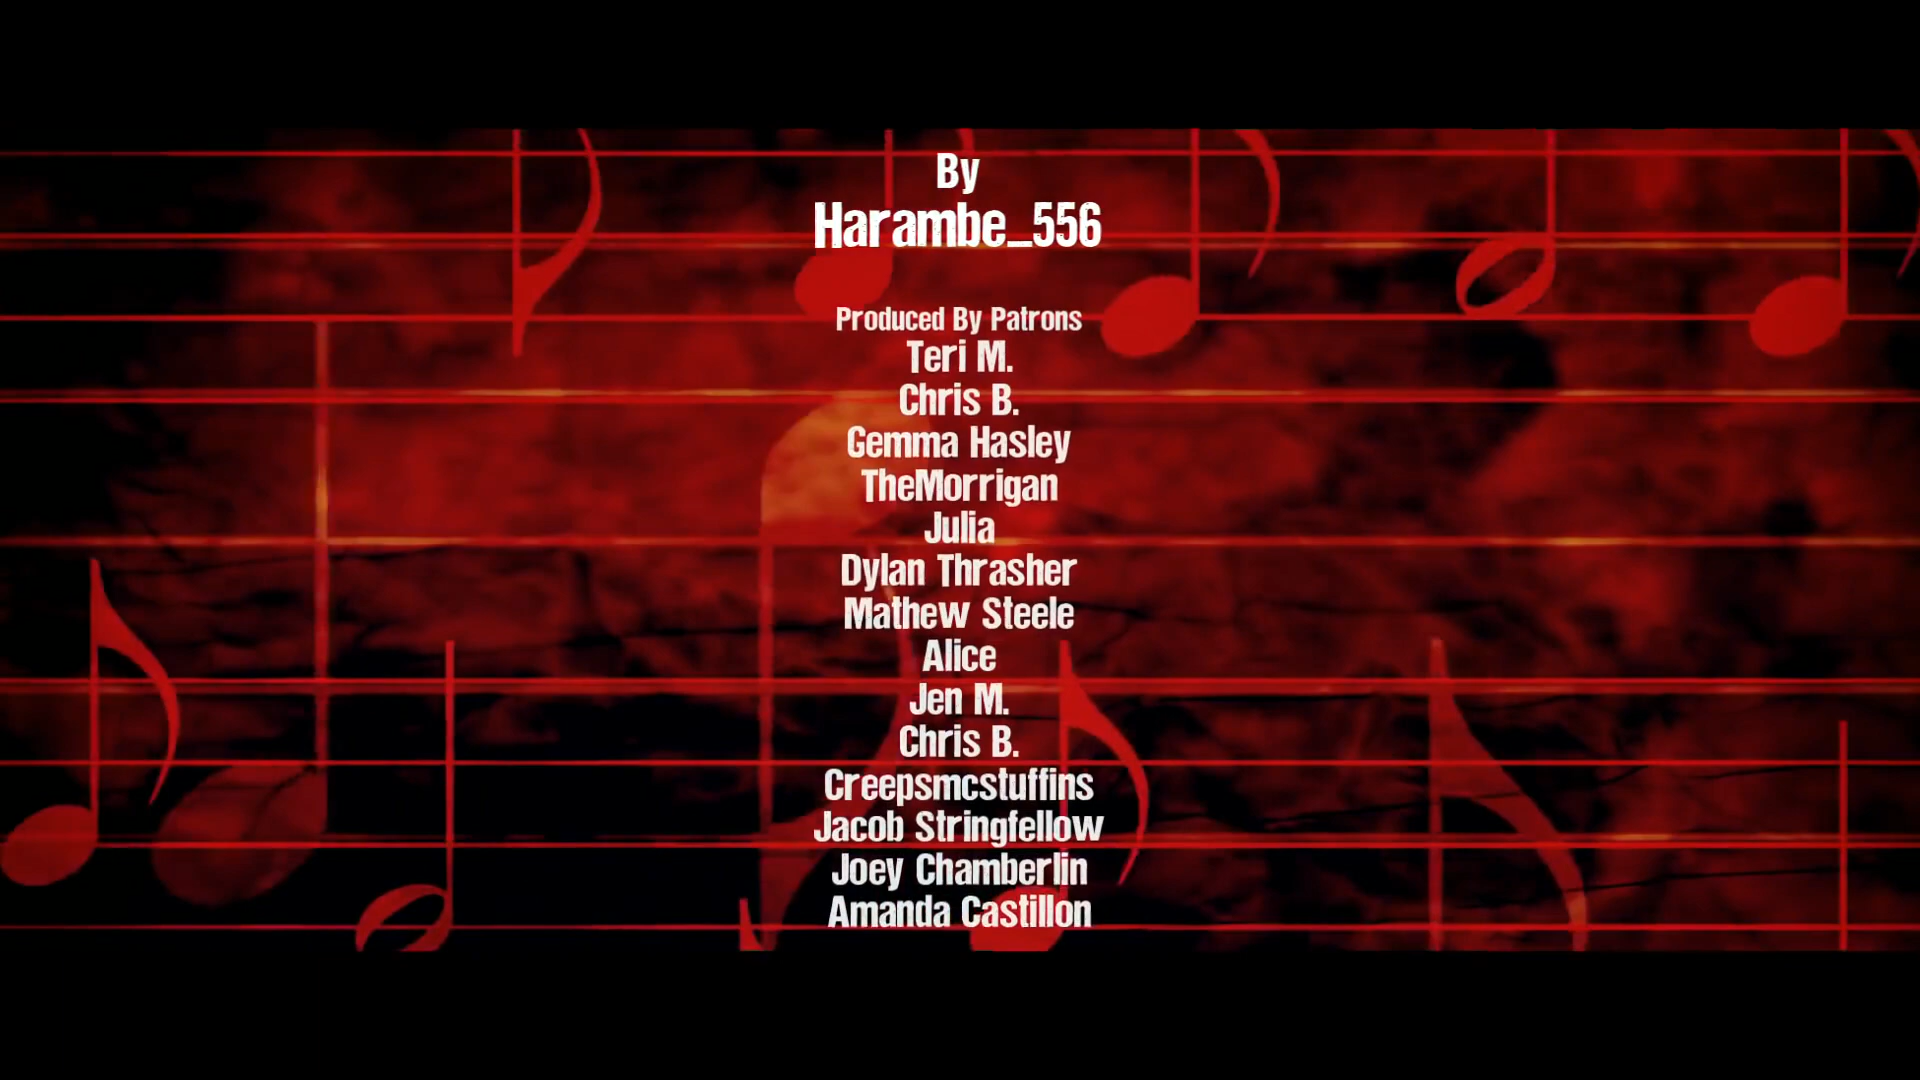 By
Harambe_556
Produced By Patrons
Teri M.
Chris B.
Gemma Hasley
TheMorrigan
Julia
Dylan Thrasher
Mathew Steele
Alice
Jen M.
Chris B.
Creepsmcstuffins
Jacob Stringfellow
Joey Chamberlin
Amanda Castillon